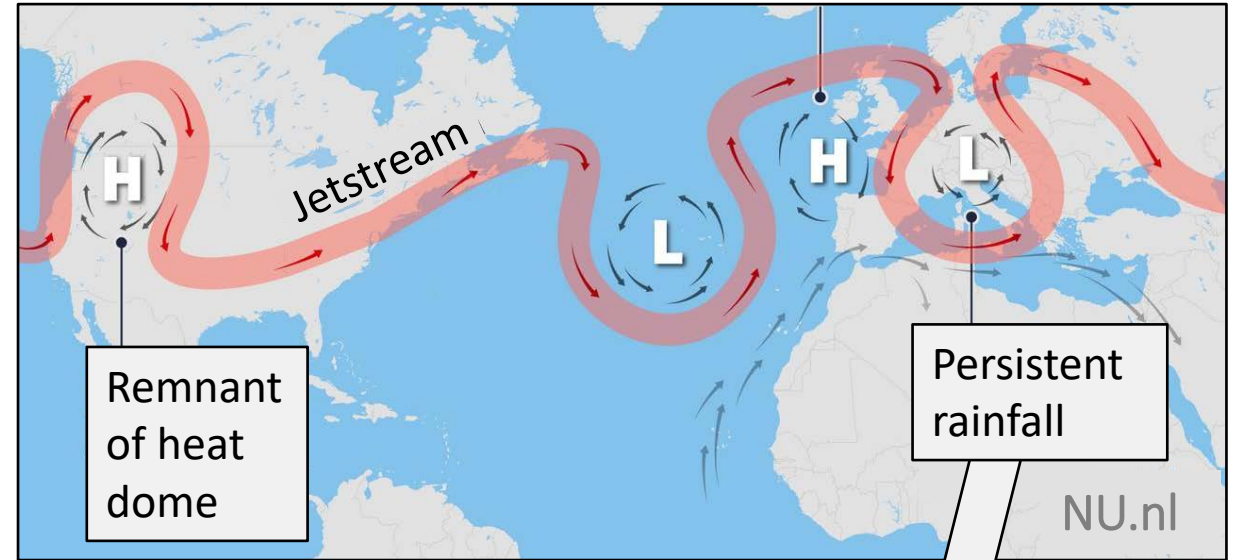 Jetstream
H
L
H
L
Remnant
of heat
dome
Persistent
rainfall
NU.nl